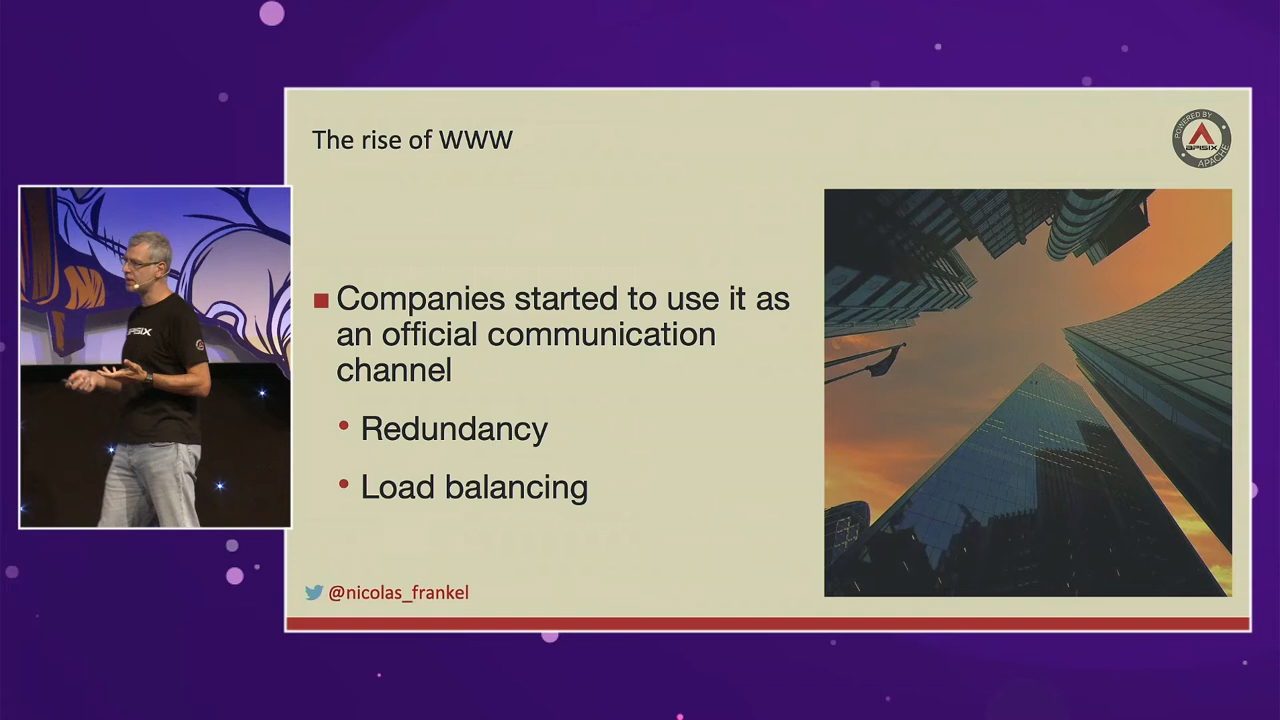 The rise of WWW
POWERED BY
APISIX
APACHE
Companies started to use it as
an official communication
channel
Redundancy
Load balancing
@nicolas_frankel
APISIX